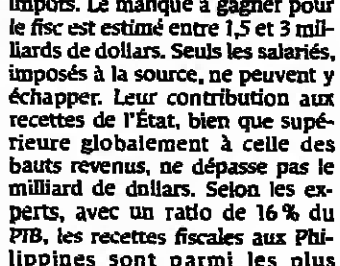 impôts. Le manque à gagner pour
le fisc est estimé entre 1,5 et 3 mil-
liards de dollars. Seuls les salariés,
imposés à la source, ne peuvent y
échapper. Leur contribution aux
recettes de l'État, bien que supé-
rieure globalement à celle des
hauts revenus, ne dépasse pas le
milliard de dollars. Selon les ex-
perts, avec un ratio de 16 % du
PIB, les recettes fiscales aux Phi-
lippines sont parmi les plus